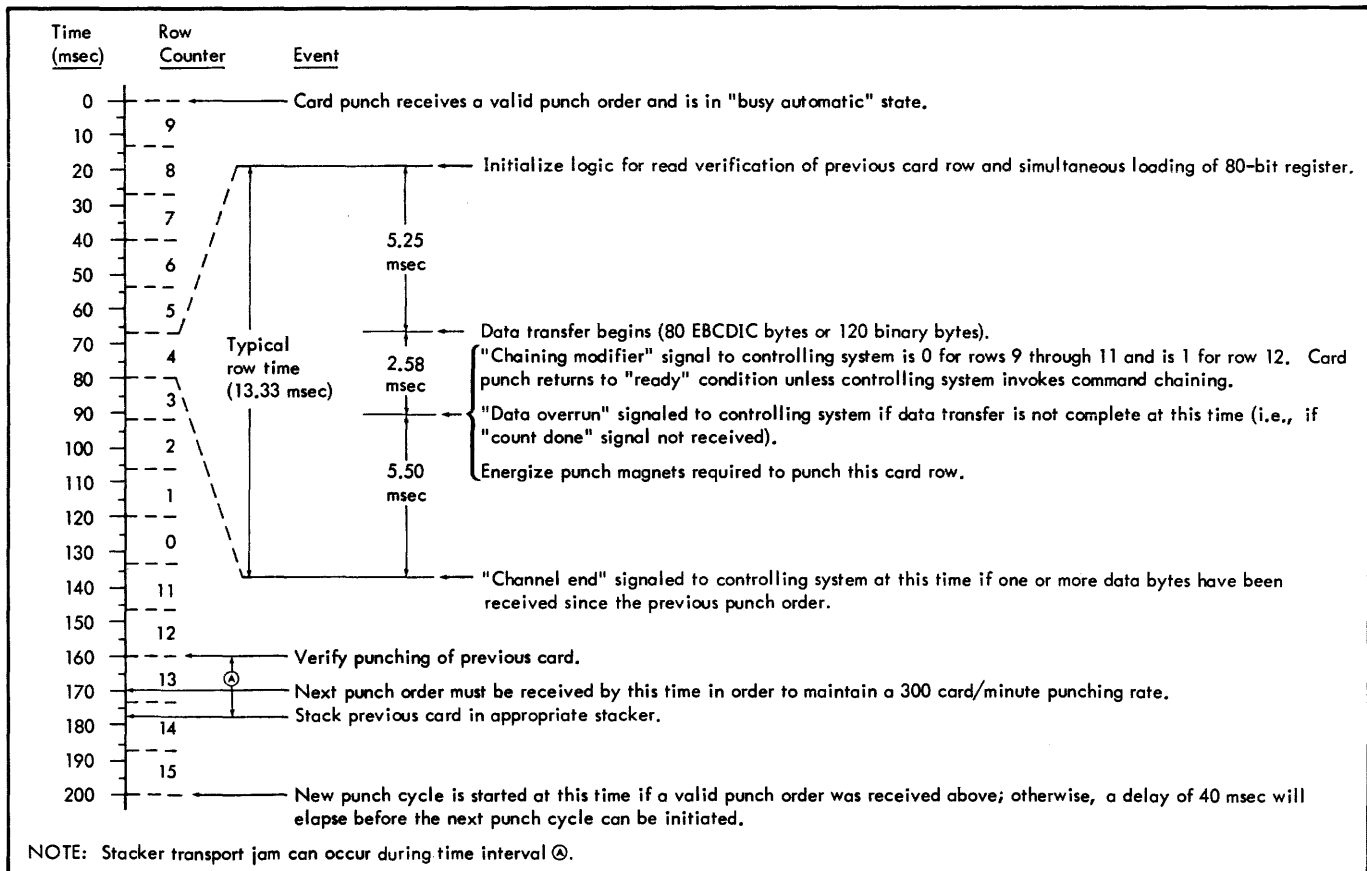 Time Row
(msec) Counter Event
0 Card punch receives a valid punch order and is in "busy automatic" state.
9
10
20 8 Initialize logic for read verification of previous card row and simultaneous loading of 80-bit register.
30 7
40
5.25
msec
50 6
60 5
70 Data transfer begins (80 EBCDIC bytes or 120 binary bytes).
4 Typical
row time
(13.33 msec)
2.58
msec
"Chaining modifier" signal to controlling system is 0 for rows 9 through 11 and is 1 for row 12. Card
punch returns to "ready" condition unless controlling system invokes command chaining.
80
90 3 "Data overrun" signaled to controlling system if data transfer is not complete at this time (i.e., if
"count done" signal not received).
100 2
5.50
msec
Energize punch magnets required to punch this card row.
110 1
120
130 0
140 11 "Channel end" signaled to controlling system at this time if one or more data bytes have been
received since the previous punch order.
150 12
160 Verify punching of previous card.
13 A
170 Next punch order must be received by this time in order to maintain a 300 card/minute punching rate.
Stack previous card in appropriate stacker.
180 14
190 15
200 New punch cycle is started at this time if a valid punch order was received above; otherwise, a delay of 40 msec will
elapse before the next punch cycle can be initiated.
NOTE: Stacker transport jam can occur during time interval Ⓐ.